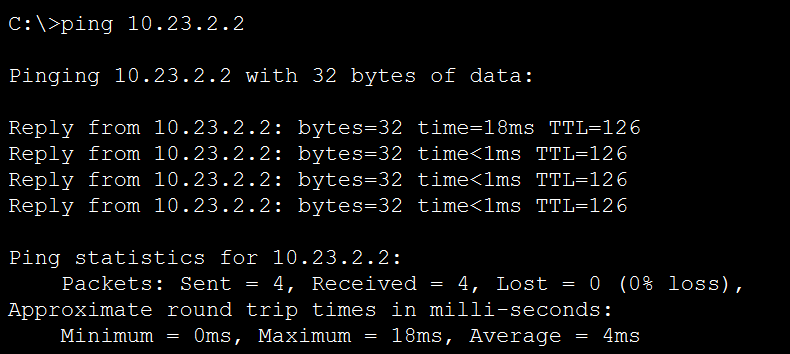 C:\>ping 10.23.2.2
Pinging 10.23.2.2 with 32 bytes of data:
Reply from 10.23.2.2: bytes=32 time=18ms TTL=126
Reply from 10.23.2.2: bytes=32 time<1ms TTL=126
Reply from 10.23.2.2: bytes=32 time<1ms TTL=126
Reply from 10.23.2.2: bytes=32 time<1ms TTL=126
Ping statistics for 10.23.2.2:
    Packets: Sent = 4, Received = 4, Lost = 0 (0% loss),
Approximate round trip times in milli-seconds:
    Minimum = 0ms, Maximum = 18ms, Average = 4ms